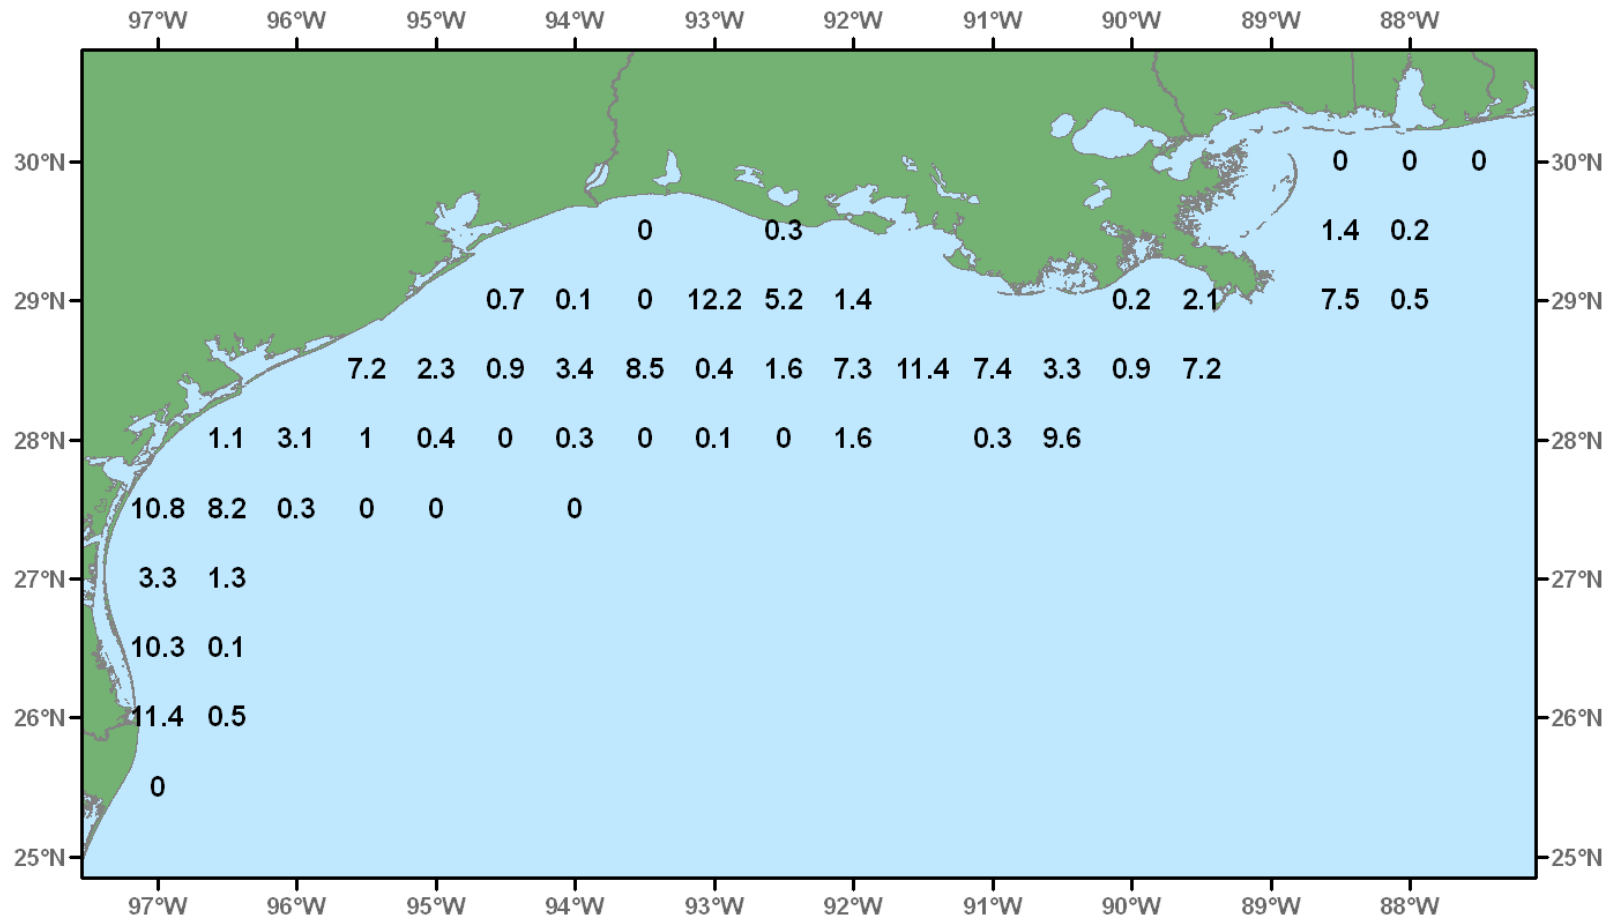 97°W 96°W 95°W 94°W 93°W 92°W 91°W 90°W 89°W 88°W
30°N 0 0 0 30°N
0 0.3 1.4 0.2
29°N 0.7 0.1 0 12.2 5.2 1.4 0.2 2.1 7.5 0.5 29°N
7.2 2.3 0.9 3.4 8.5 0.4 1.6 7.3 11.4 7.4 3.3 0.9 7.2
28°N 1.1 3.1 1 0.4 0 0.3 0 0.1 0 1.6 0.3 9.6 28°N
10.8 8.2 0.3 0 0 0
27°N 3.3 1.3 27°N
10.3 0.1
26°N 11.4 0.5 26°N
0
25°N 25°N
97°W 96°W 95°W 94°W 93°W 92°W 91°W 90°W 89°W 88°W